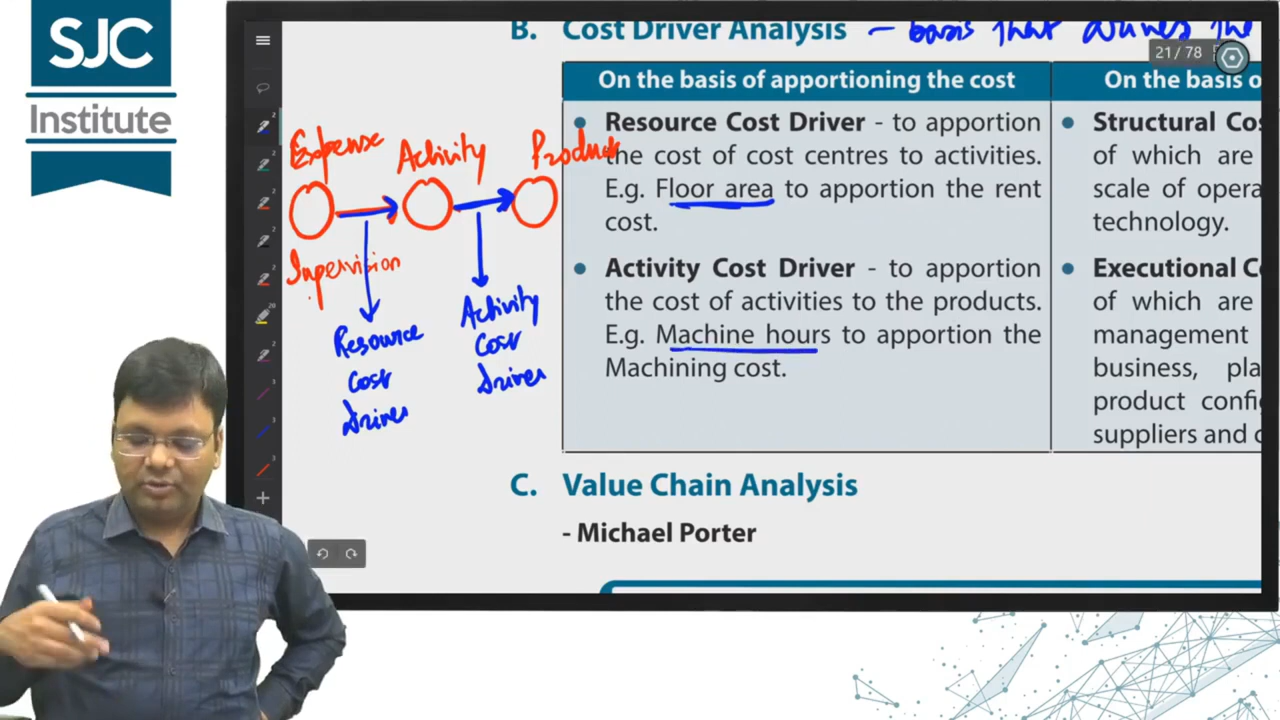 SJC
Institute
B. Cost Driver Analysis - basis that drives the
21 / 78
On the basis of apportioning the cost
On the basis o
Expense
Activity
Product
Supervision
Resource
Cost
Driver
Activity
Cost
Driver
• Resource Cost Driver - to apportion
the cost of cost centres to activities.
E.g. Floor area to apportion the rent
cost.
• Activity Cost Driver - to apportion
the cost of activities to the products.
E.g. Machine hours to apportion the
Machining cost.
• Structural Cos
of which are
scale of opera
technology.
• Executional Co
of which are
management
business, pla
product confi
suppliers and c
C. Value Chain Analysis
- Michael Porter